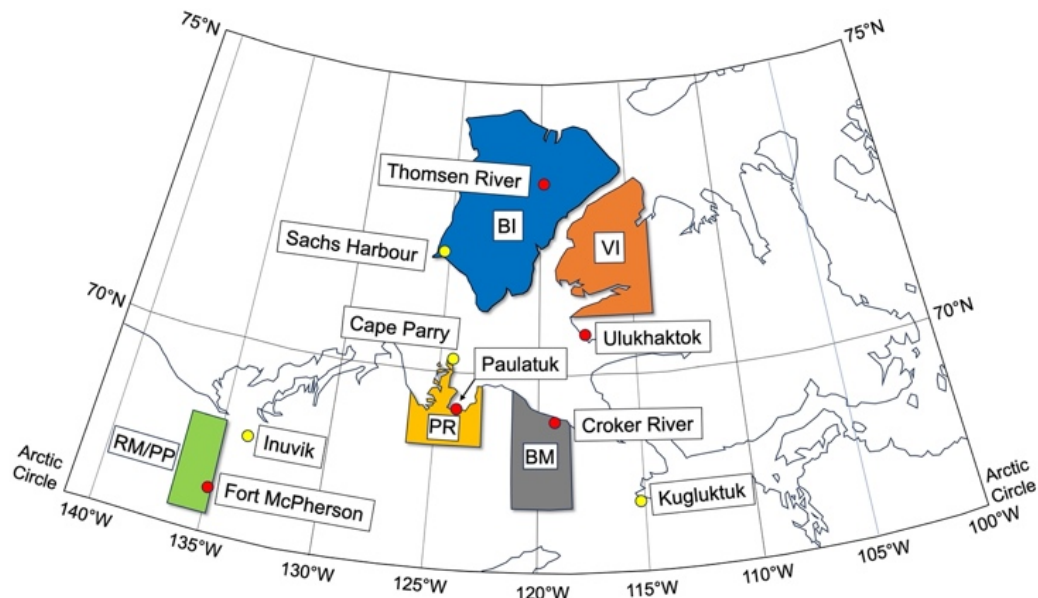 75°N
75°N
Thomsen River
BI
Sachs Harbour
VI
70°N
70°N
Cape Parry
Ulukhaktok
Paulatuk
PR
Croker River
RM/PP
Inuvik
BM
Arctic
Circle
Arctic
Circle
Fort McPherson
Kugluktuk
140°W
135°W
130°W
125°W
120°W
115°W
110°W
105°W
100°W